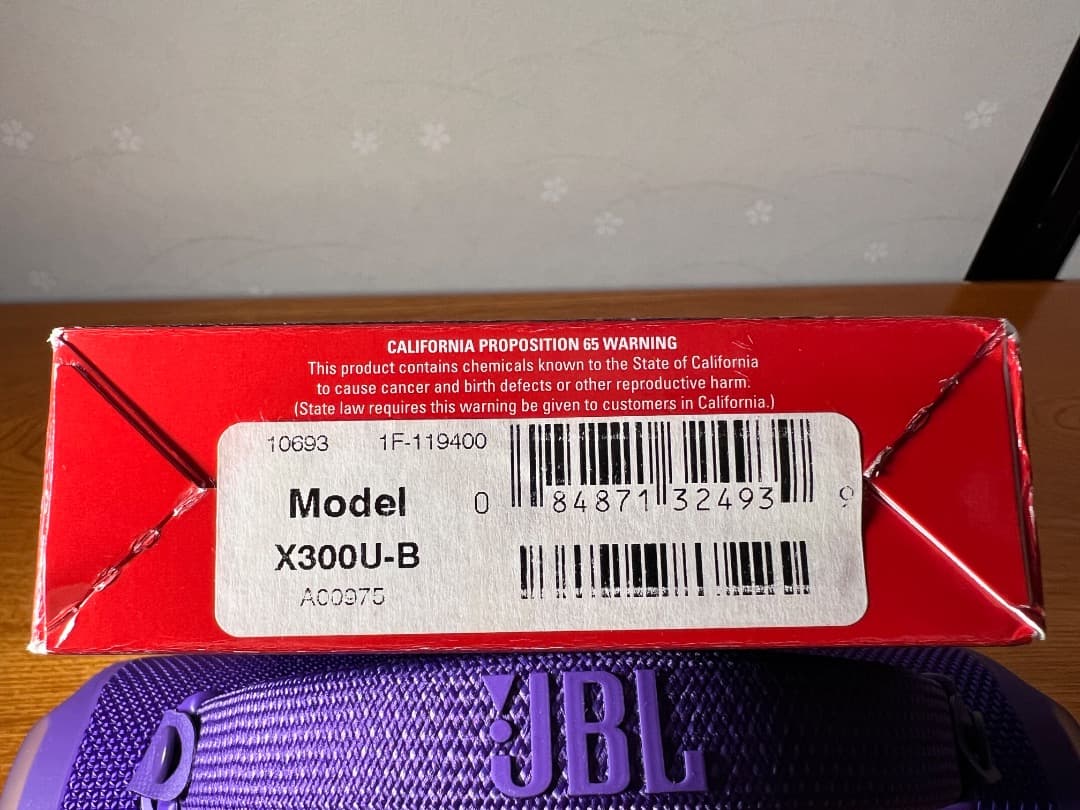 CALIFORNIA PROPOSITION 65 WARNING
This product contains chemicals known to the State of California
to cause cancer and birth defects or other reproductive harm.
(State law requires this warning be given to customers in California.)
10693 1F-119400
Model
X300U-B
A00975
0 84871 32493 9
JBL